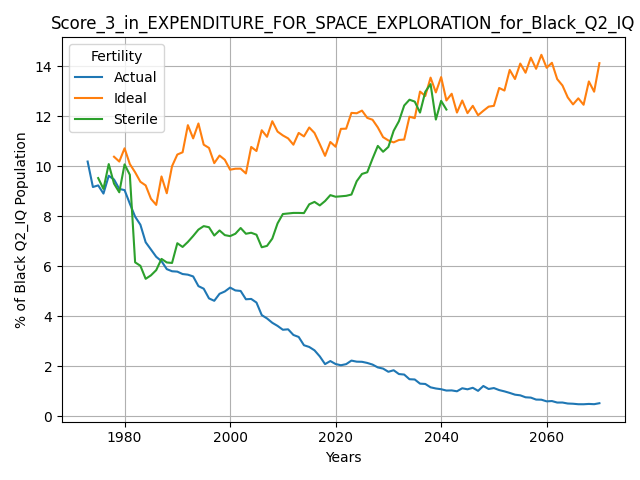 Score_3_in_EXPENDITURE_FOR_SPACE_EXPLORATION_for_Black_Q2_IQ
Fertility
Actual
Ideal
Sterile
% of Black Q2_IQ Population
14
12
10
8
6
4
2
0
1980 2000 2020 2040 2060
Years